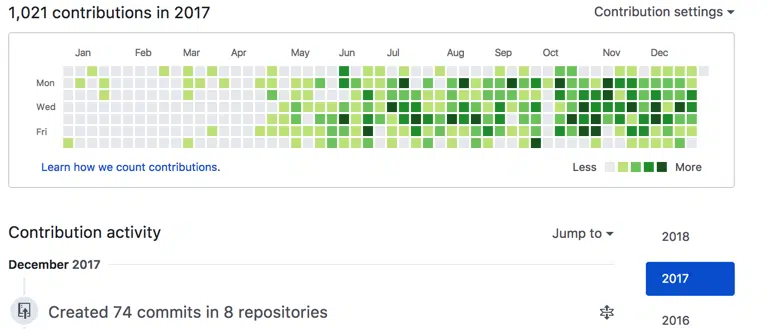 1,021 contributions in 2017
Contribution settings
Jan Feb Mar Apr May Jun Jul Aug Sep Oct Nov Dec
Mon
Wed
Fri
Learn how we count contributions.
Less More
Contribution activity
Jump to
December 2017
Created 74 commits in 8 repositories
2018
2017
2016